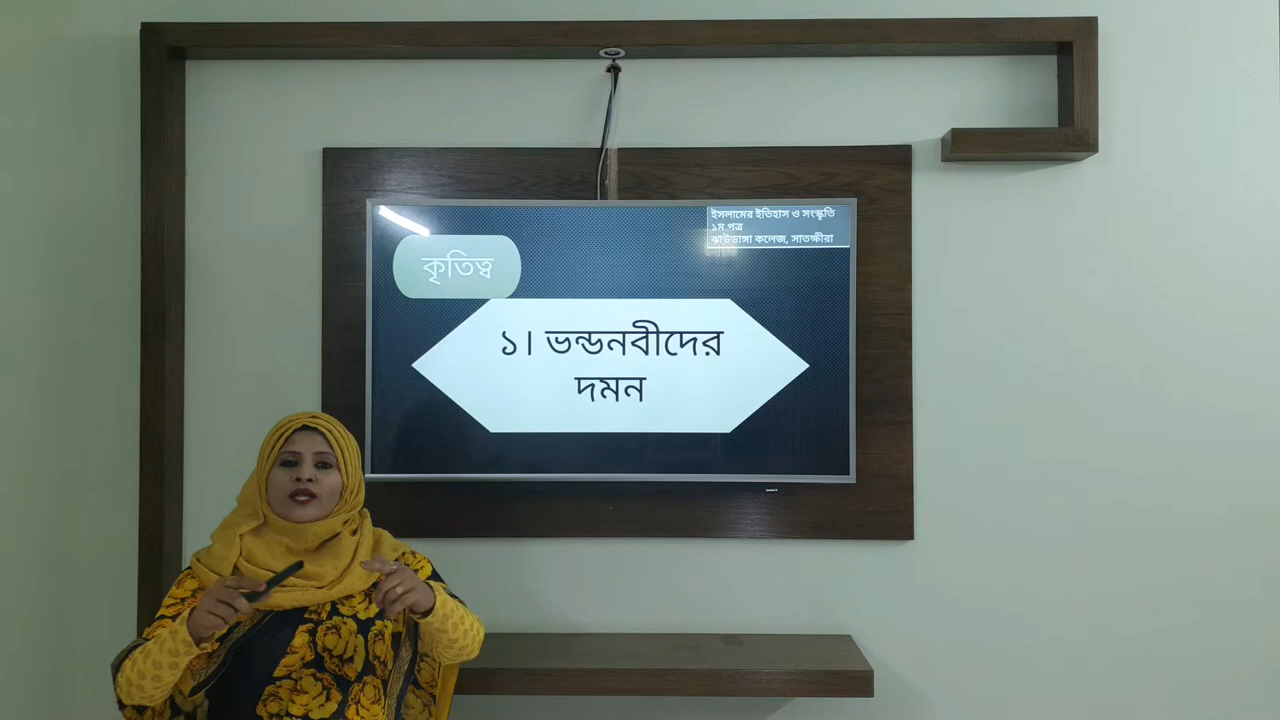 ইসলামের ইতিহাস ও সংস্কৃতি
১ম পত্র
ঝাউডাঙ্গা কলেজ, সাতক্ষীরা
কৃতিত্ব
১। ভন্ডনবীদের
দমন